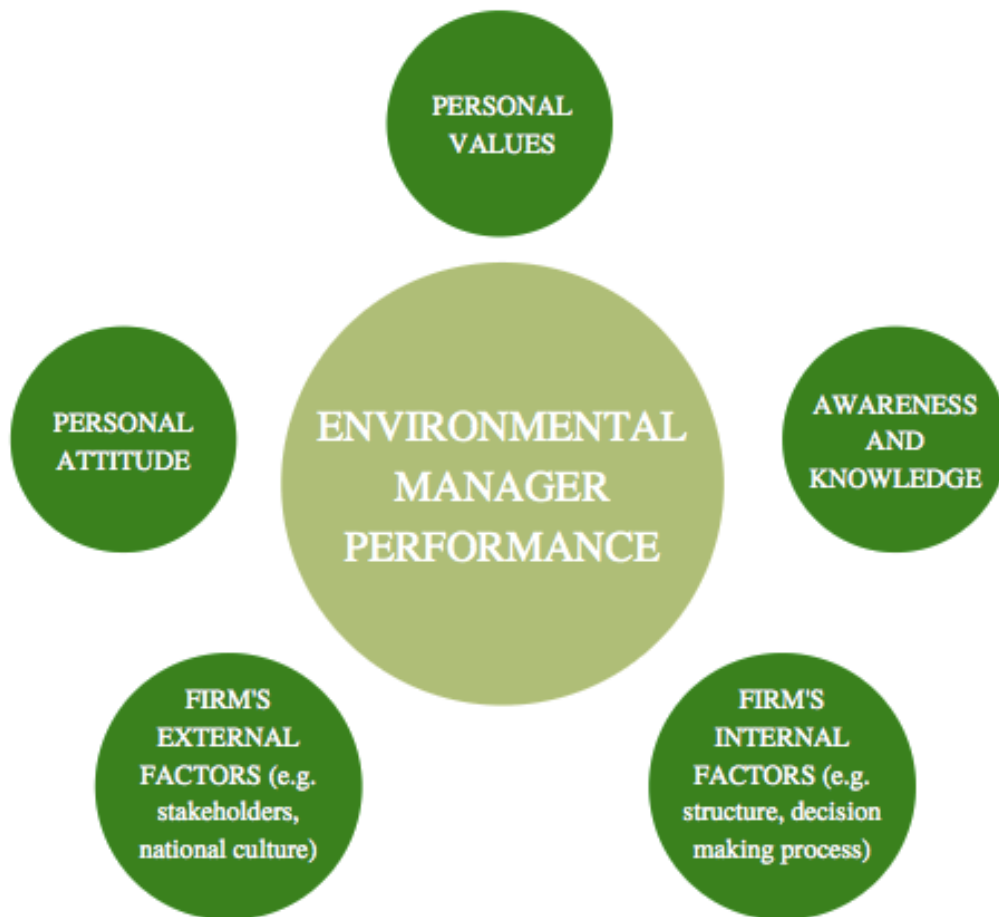 PERSONAL
VALUES
PERSONAL
ATTITUDE
ENVIRONMENTAL
MANAGER
PERFORMANCE
AWARENESS
AND
KNOWLEDGE
FIRM'S
EXTERNAL
FACTORS (e.g.
stakeholders,
national culture)
FIRM'S
INTERNAL
FACTORS (e.g.
structure, decision
making process)